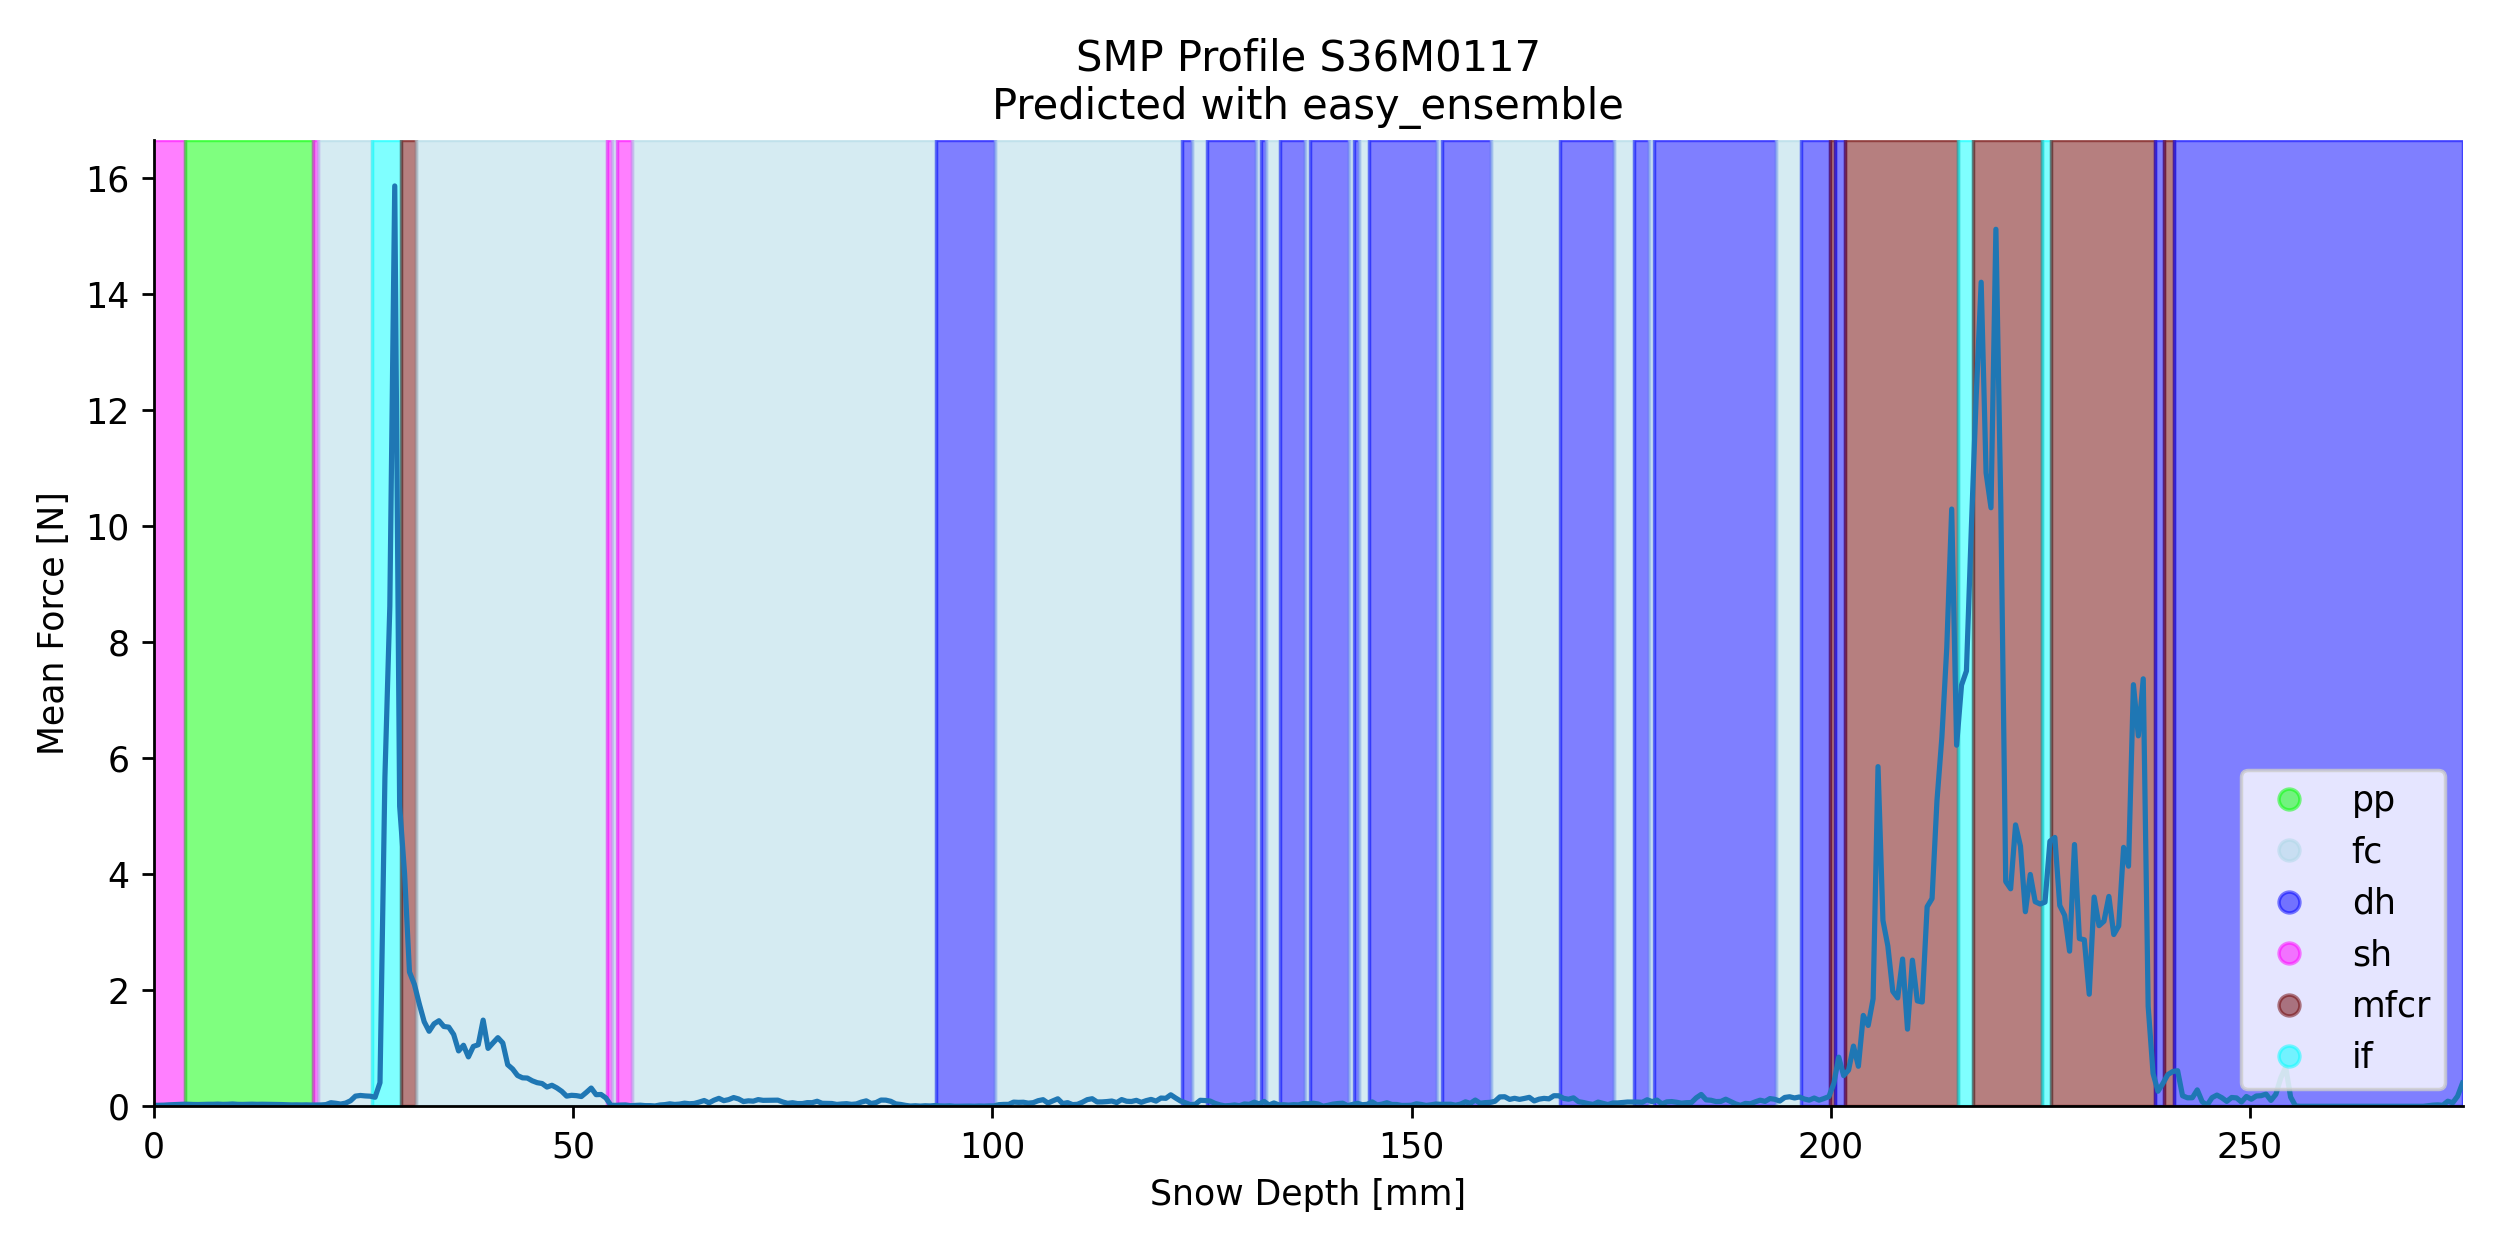 SMP Profile S36M0117
Predicted with easy_ensemble
16
14
12
10
8
6
4
2
0
Mean Force [N]
pp
fc
dh
sh
mfcr
if
0 50 100 150 200 250
Snow Depth [mm]